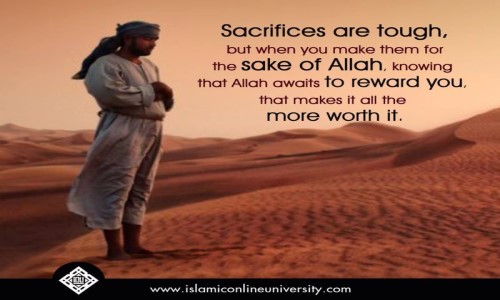 Sacrifices are tough,
but when you make them for
the sake of Allah, knowing
that Allah awaits to reward you,
that makes it all the
more worth it.
www.islamiconlineuniversity.com